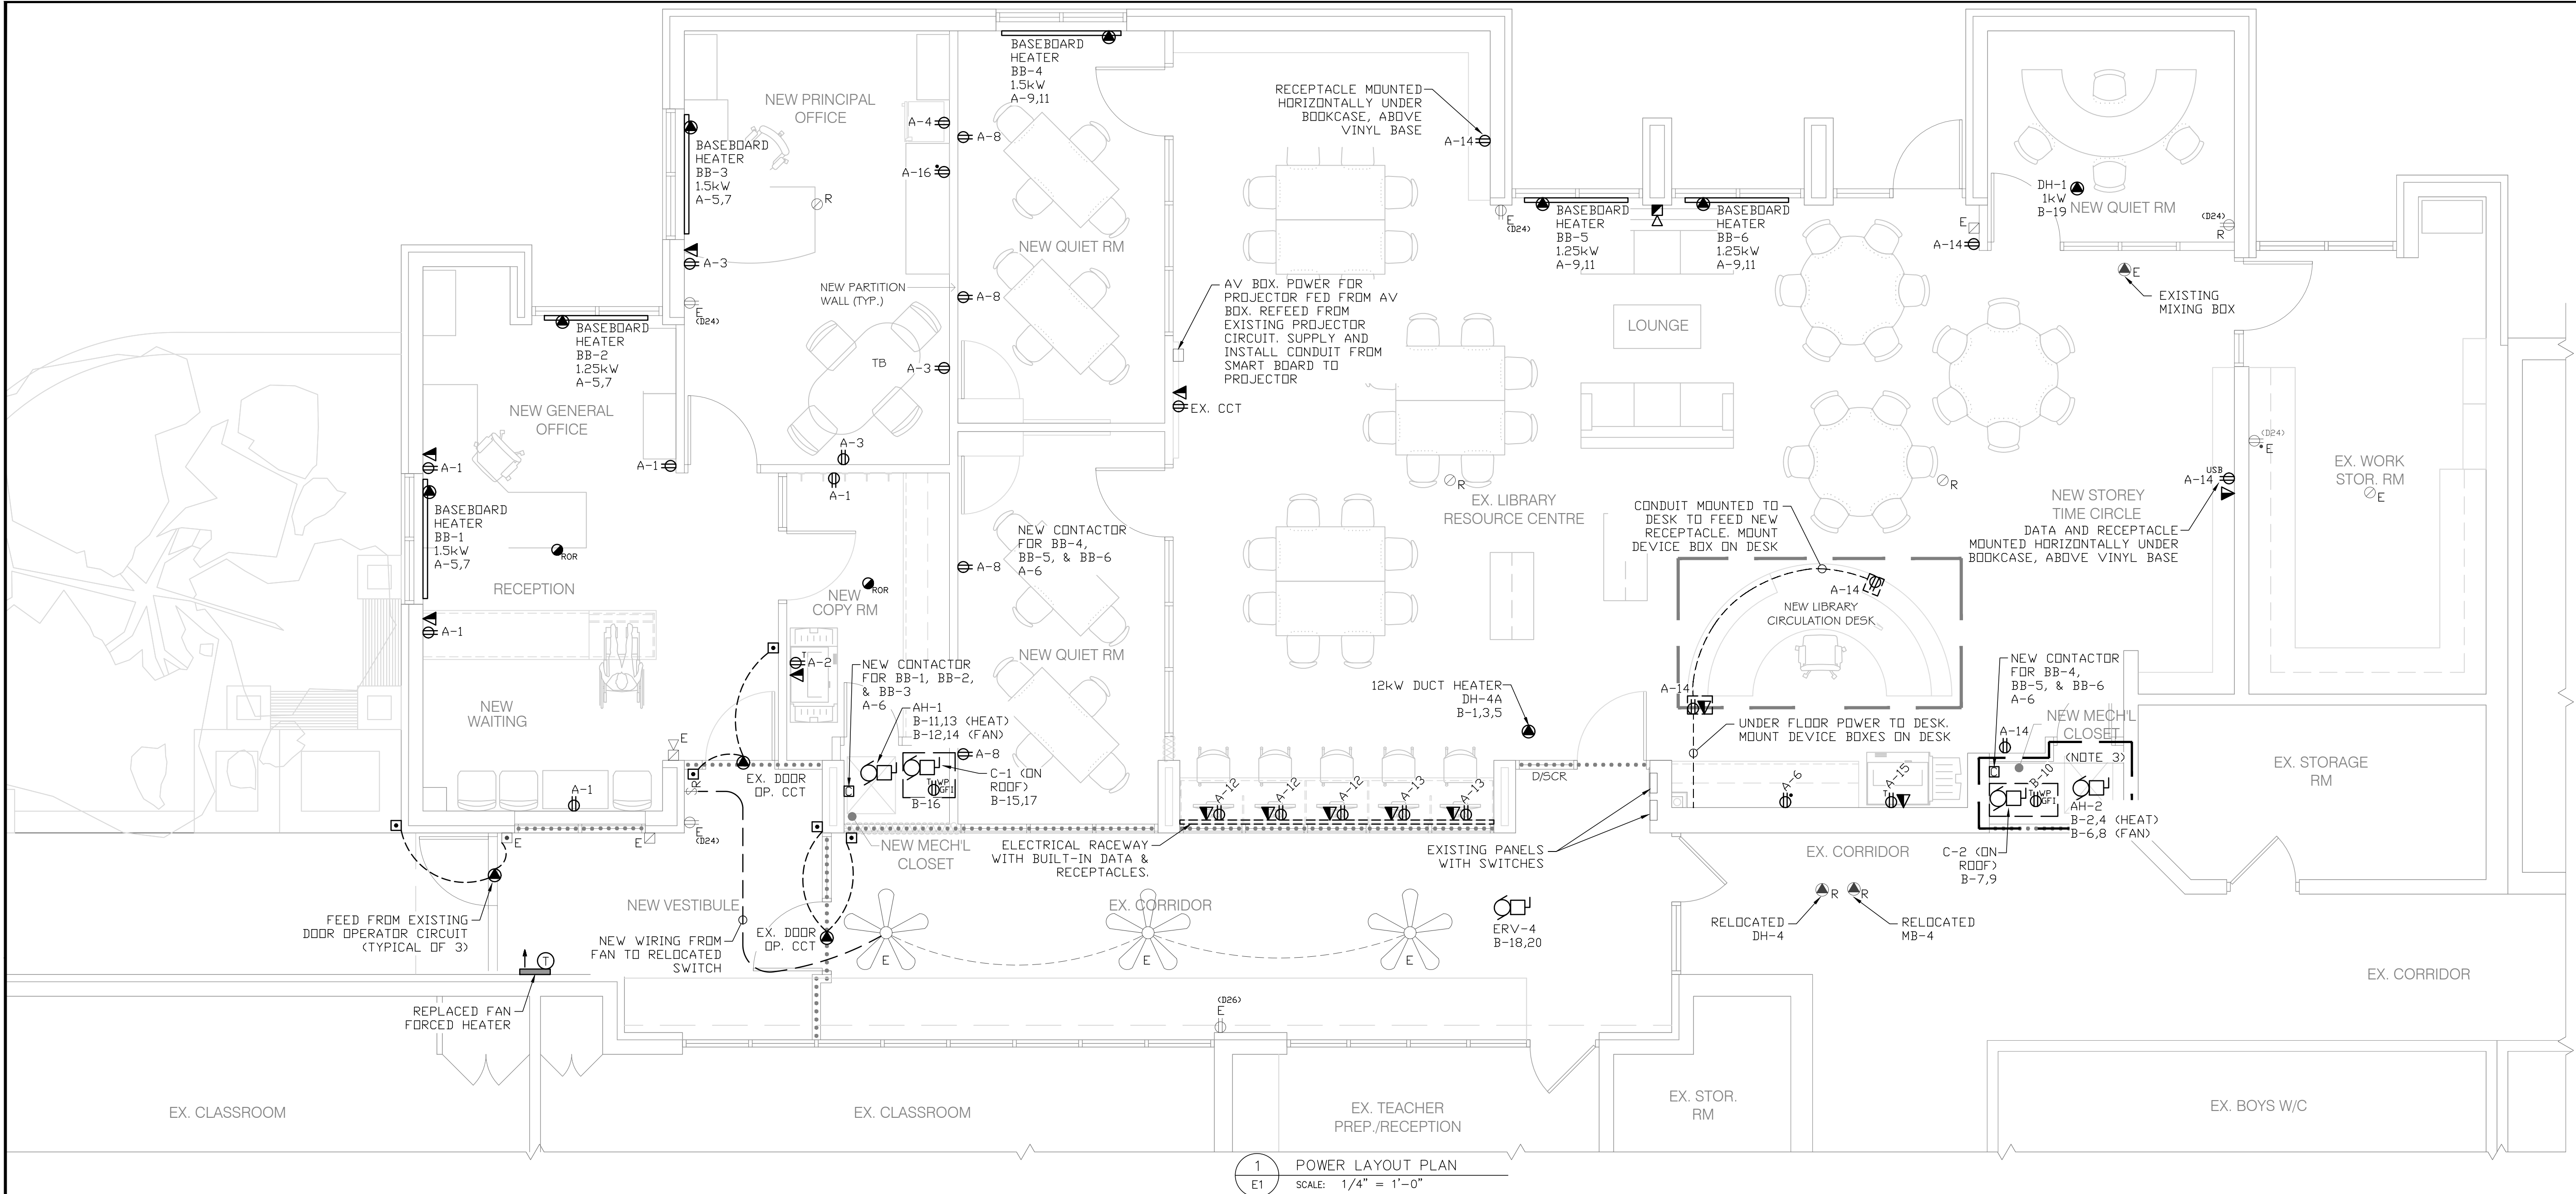 BASEBOARD
HEATER
BB-4
1.5kW
A-9,11
NEW PRINCIPAL
OFFICE
A-4
A-8
RECEPTACLE MOUNTED
HORIZONTALLY UNDER
BOOKCASE, ABOVE
VINYL BASE
A-14
BASEBOARD
HEATER
BB-3
1.5kW
A-5,7
A-16
R
DH-1
1kW
B-19
NEW QUIET RM
(D24)
R
E
(D24)
BASEBOARD
HEATER
BB-5
1.25kW
A-9,11
BASEBOARD
HEATER
BB-6
1.25kW
A-9,11
E
A-14
NEW QUIET RM
A-3
E
(D24)
NEW PARTITION
WALL (TYP.)
A-8
AV BOX. POWER FOR
PROJECTOR FED FROM AV
BOX. REFEED FROM
EXISTING PROJECTOR
CIRCUIT. SUPPLY AND
INSTALL CONDUIT FROM
SMART BOARD TO
PROJECTOR
E
EXISTING
MIXING BOX
LOUNGE
BASEBOARD
HEATER
BB-2
1.25kW
A-5,7
TB
A-3
EX. CCT
NEW GENERAL
OFFICE
A-3
A-1
A-1
A-1
(D24)
E
EX. WORK
STOR. RM
E
USB
A-14
R
R
EX. LIBRARY
RESOURCE CENTRE
NEW STOREY
TIME CIRCLE
DATA AND RECEPTACLE
MOUNTED HORIZONTALLY UNDER
BOOKCASE, ABOVE VINYL BASE
CONDUIT MOUNTED TO
DESK TO FEED NEW
RECEPTACLE. MOUNT
DEVICE BOX ON DESK
BASEBOARD
HEATER
BB-1
1.5kW
A-5,7
NEW CONTACTOR
FOR BB-4,
BB-5, & BB-6
A-6
A-8
ROR
ROR
RECEPTION
NEW
COPY RM
A-14
NEW LIBRARY
CIRCULATION DESK
A-1
NEW QUIET RM
T
A-2
NEW CONTACTOR
FOR BB-1, BB-2,
& BB-3
A-6
AH-1
B-11,13 (HEAT)
B-12,14 (FAN)
12kW DUCT HEATER
DH-4A
B-1,3,5
A-14
NEW CONTACTOR
FOR BB-4,
BB-5, & BB-6
A-6
NEW
WAITING
UNDER FLOOR POWER TO DESK.
MOUNT DEVICE BOXES ON DESK
NEW MECH'L
CLOSET
A-14
E
A-8
(NOTE 3)
EX. STORAGE
RM
EX. DOOR
OP. CCT
R
C-1 (ON
ROOF)
B-15,17
T
WP
GFI
B-16
D/SCR
A-1
A-12
A-12
A-12
A-13
A-13
A-6
A-15
T
B-10
T
WP
GFI
AH-2
B-2,4 (HEAT)
B-6,8 (FAN)
E
E
E
(D24)
NEW MECH'L
CLOSET
ELECTRICAL RACEWAY
WITH BUILT-IN DATA &
RECEPTACLES.
EXISTING PANELS
WITH SWITCHES
EX. CORRIDOR
C-2 (ON
ROOF)
B-7,9
FEED FROM EXISTING
DOOR OPERATOR CIRCUIT
(TYPICAL OF 3)
NEW VESTIBULE
EX. DOOR
OP. CCT
NEW WIRING FROM
FAN TO RELOCATED
SWITCH
EX. CORRIDOR
E
E
E
ERV-4
B-18,20
R
R
RELOCATED
DH-4
RELOCATED
MB-4
T
REPLACED FAN
FORCED HEATER
EX. CORRIDOR
(D26)
E
EX. CLASSROOM
EX. CLASSROOM
EX. TEACHER
PREP./RECEPTION
EX. STOR.
RM
EX. BOYS W/C
1
E1
POWER LAYOUT PLAN
SCALE: 1/4" = 1'-0"